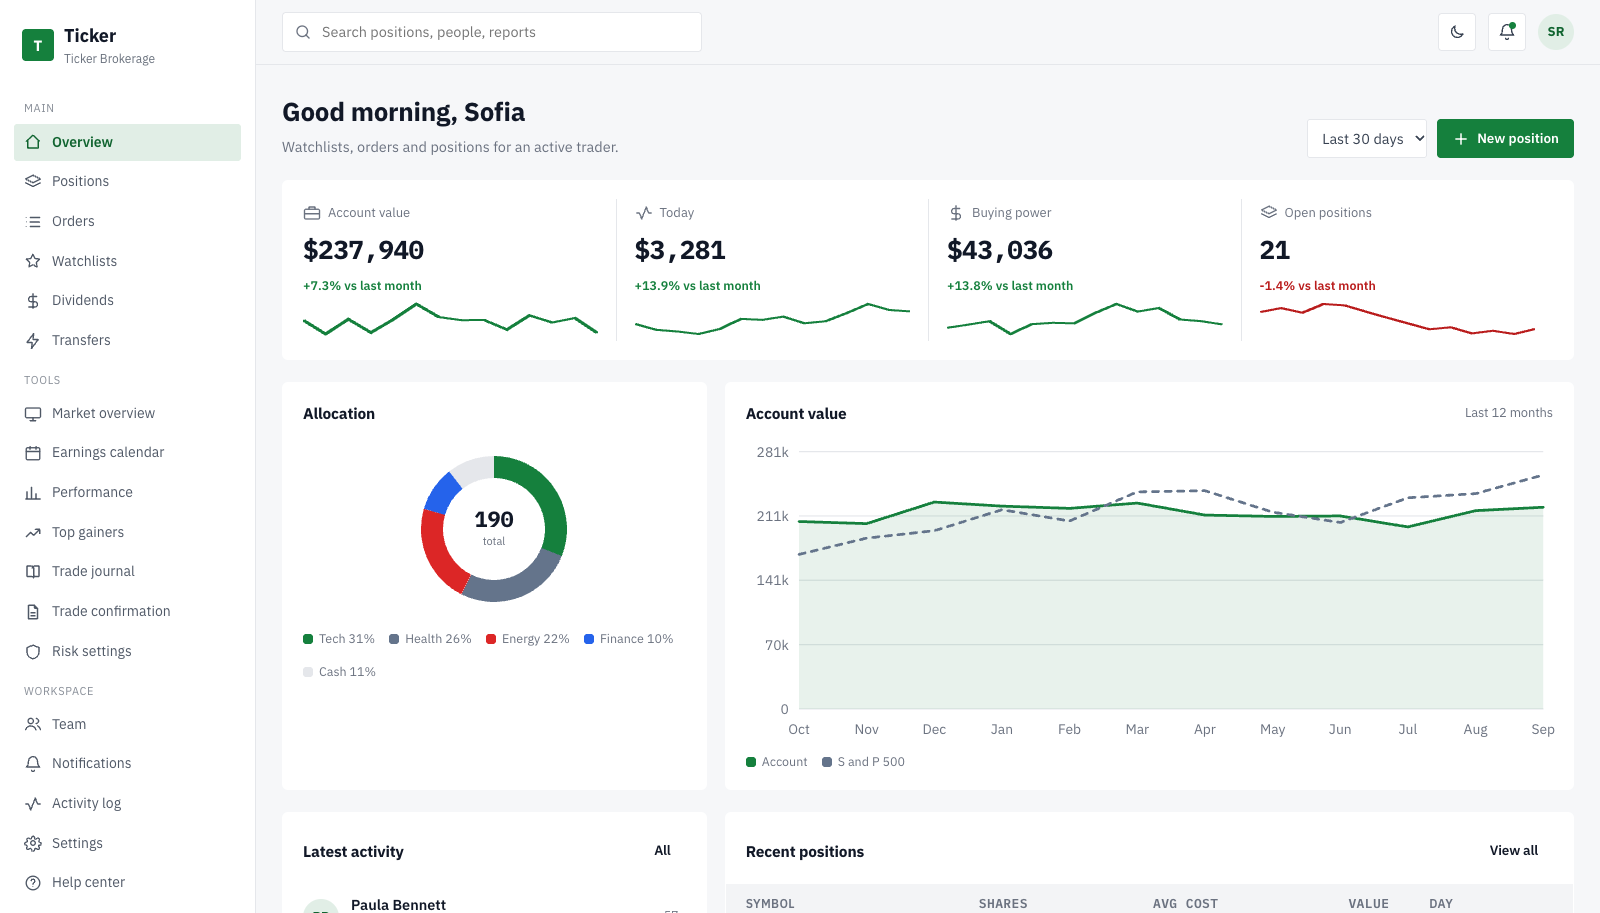 T
Ticker
Ticker Brokerage
MAIN
Overview
Positions
Orders
Watchlists
Dividends
Transfers
TOOLS
Market overview
Earnings calendar
Performance
Top gainers
Trade journal
Trade confirmation
Risk settings
WORKSPACE
Team
Notifications
Activity log
Settings
Help center
Search positions, people, reports
SR
Good morning, Sofia
Watchlists, orders and positions for an active trader.
Last 30 days
New position
Account value
$237,940
+7.3% vs last month
Today
$3,281
+13.9% vs last month
Buying power
$43,036
+13.8% vs last month
Open positions
21
-1.4% vs last month
Allocation
190
total
Tech 31% Health 26% Energy 22% Finance 10%
Cash 11%
Account value
Last 12 months
281k
211k
141k
70k
0
Oct Nov Dec Jan Feb Mar Apr May Jun Jul Aug Sep
Account S and P 500
Latest activity
All
Paula Bennett
Recent positions
View all
SYMBOL SHARES AVG COST VALUE DAY